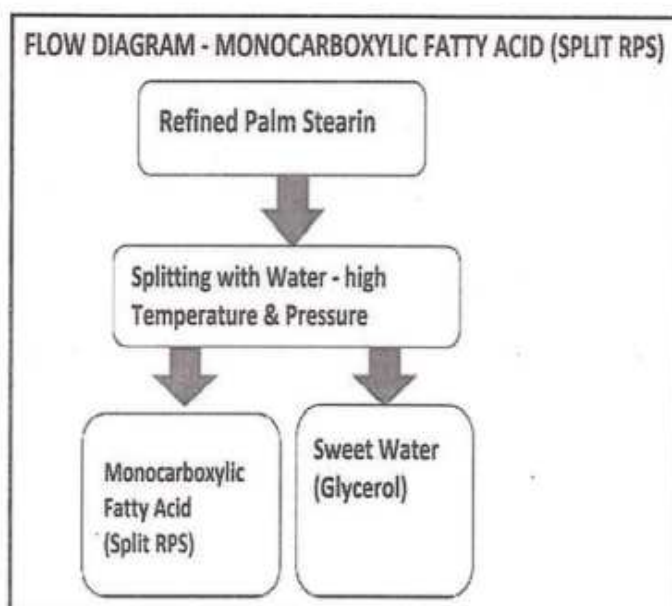 FLOW DIAGRAM - MONOCARBOXYLIC FATTY ACID (SPLIT RPS)
Refined Palm Stearin
Splitting with Water - high
Temperature & Pressure
Monocarboxylic
Fatty Acid
(Split RPS)
Sweet Water
(Glycerol)